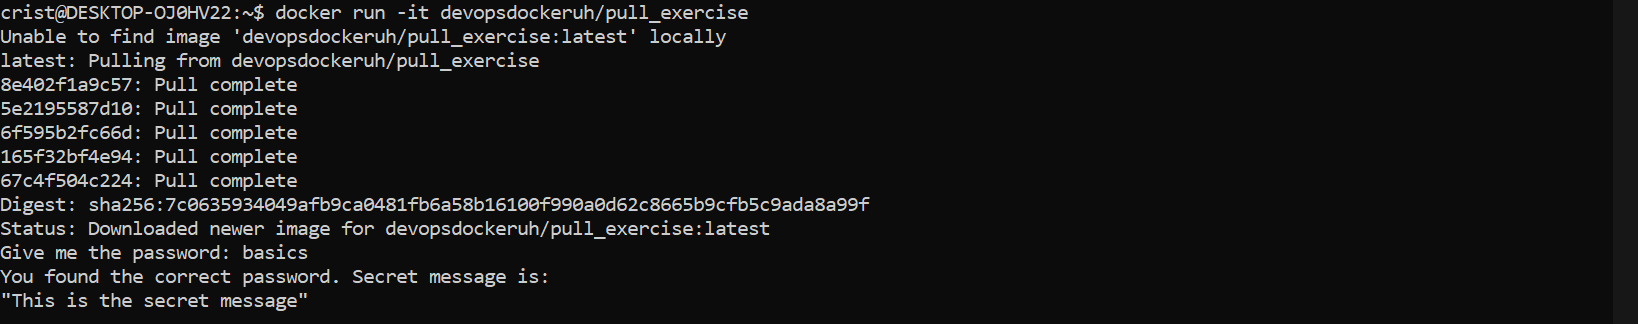 crist@DESKTOP-OJ0HV22:~$ docker run -it devopsdockeruh/pull_exercise
Unable to find image 'devopsdockeruh/pull_exercise:latest' locally
latest: Pulling from devopsdockeruh/pull_exercise
8e402f1a9c57: Pull complete
5e2195587d10: Pull complete
6f595b2fc66d: Pull complete
165f32bf4e94: Pull complete
67c4f504c224: Pull complete
Digest: sha256:7c0635934049afb9ca0481fb6a58b16100f990a0d62c8665b9cfb5c9ada8a99f
Status: Downloaded newer image for devopsdockeruh/pull_exercise:latest
Give me the password: basics
You found the correct password. Secret message is:
"This is the secret message"